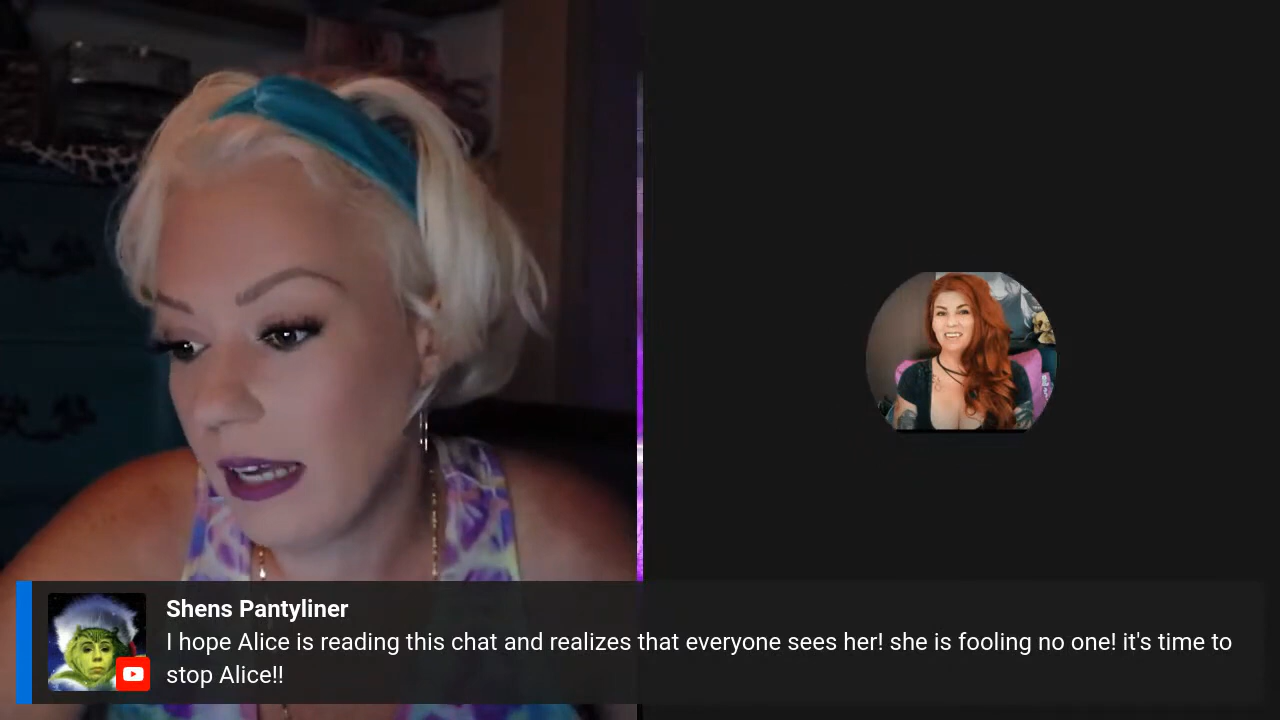 Shens Pantyliner
I hope Alice is reading this chat and realizes that everyone sees her! she is fooling no one! it's time to
stop Alice!!